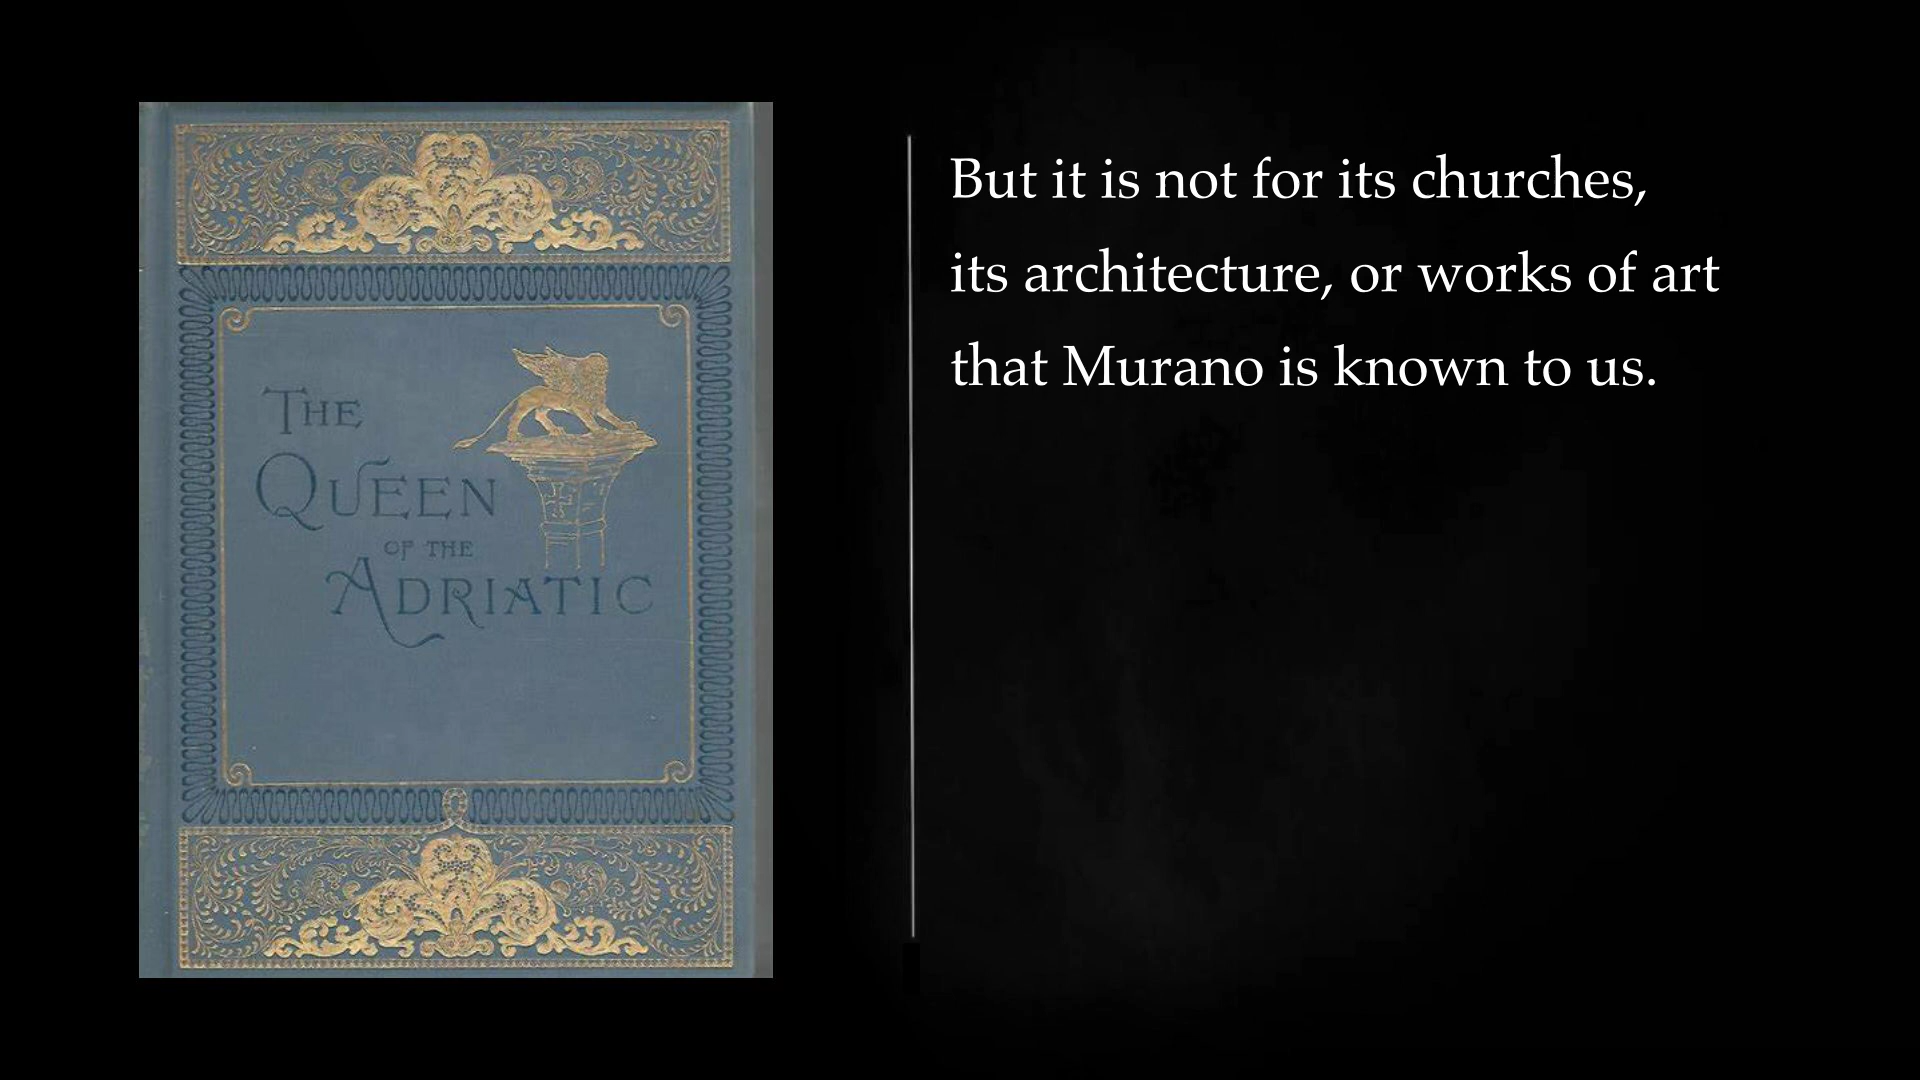 THE
QUEEN
OF THE
ADRIATIC
But it is not for its churches,
its architecture, or works of art
that Murano is known to us.